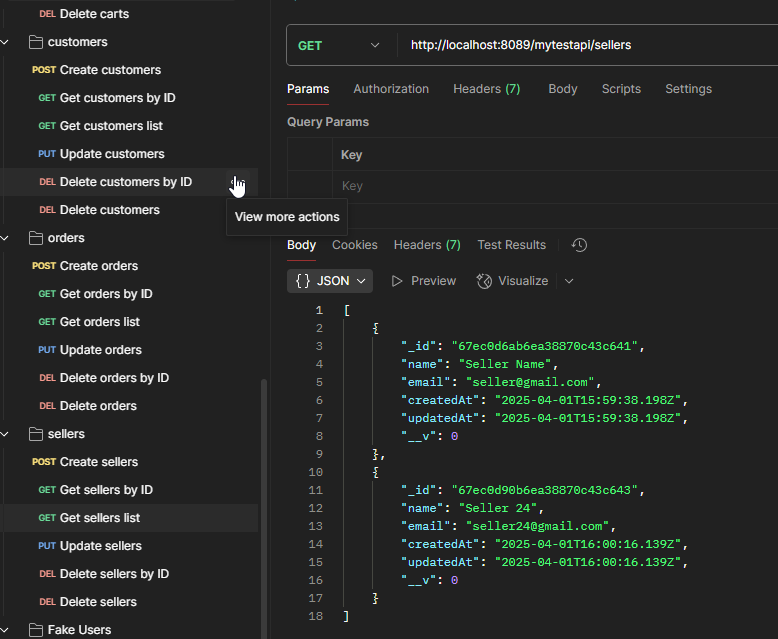 DEL Delete carts
customers
POST Create customers
GET Get customers by ID
GET Get customers list
PUT Update customers
DEL Delete customers by ID
DEL Delete customers
View more actions
orders
POST Create orders
GET Get orders by ID
GET Get orders list
PUT Update orders
DEL Delete orders by ID
DEL Delete orders
sellers
POST Create sellers
GET Get sellers by ID
GET Get sellers list
PUT Update sellers
DEL Delete sellers by ID
DEL Delete sellers
Fake Users
GET http://localhost:8089/mytestapi/sellers
Params Authorization Headers (7) Body Scripts Settings
Query Params
Key
Key
Body Cookies Headers (7) Test Results
{} JSON Preview Visualize
1 [
2 {
3 "_id": "67ec0d6ab6ea38870c43c641",
4 "name": "Seller Name",
5 "email": "seller@gmail.com",
6 "createdAt": "2025-04-01T15:59:38.198Z",
7 "updatedAt": "2025-04-01T15:59:38.198Z",
8 "__v": 0
9 },
10 {
11 "_id": "67ec0d90b6ea38870c43c643",
12 "name": "Seller 24",
13 "email": "seller24@gmail.com",
14 "createdAt": "2025-04-01T16:00:16.139Z",
15 "updatedAt": "2025-04-01T16:00:16.139Z",
16 "__v": 0
17 }
18 ]